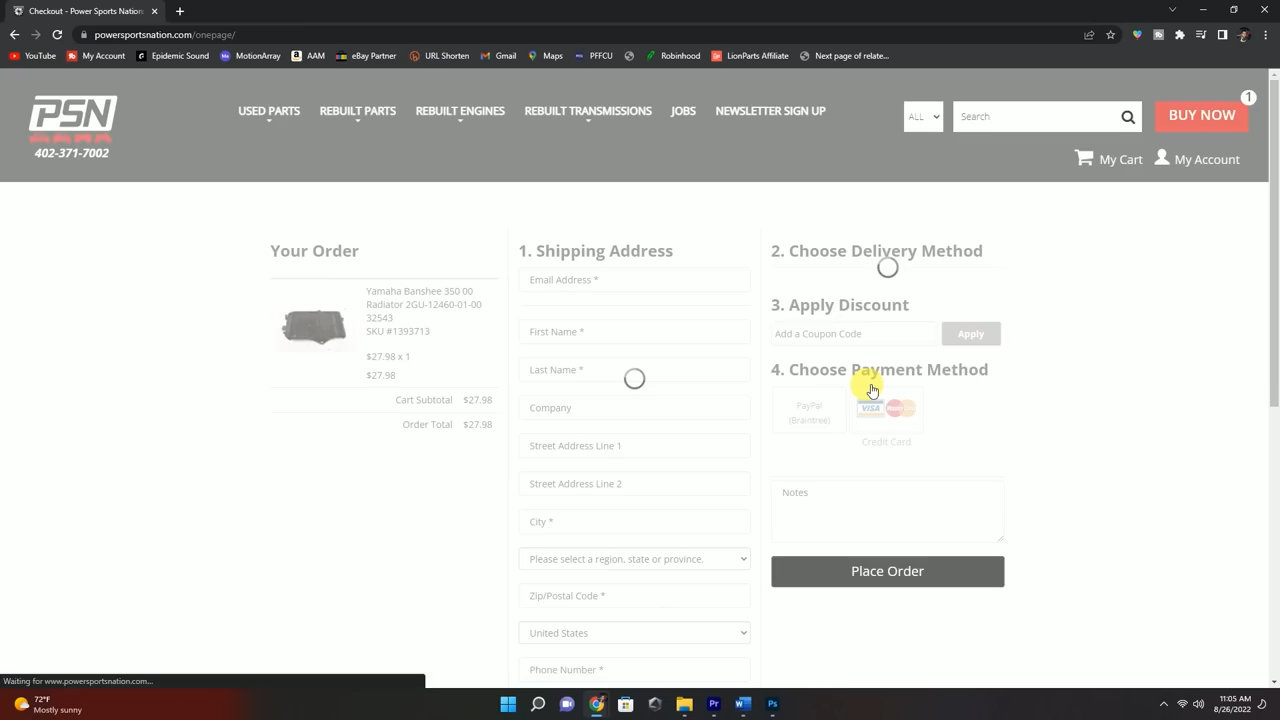 Checkout - Power Sports Nation
powersportsnation.com/onepage/
YouTube
My Account
Epidemic Sound
MotionArray
AAM
eBay Partner
URL Shorten
Gmail
Maps
PFFCU
Robinhood
LionParts Affiliate
Next page of relate...
PSN
402-371-7002
USED PARTS
REBUILT PARTS
REBUILT ENGINES
REBUILT TRANSMISSIONS
JOBS
NEWSLETTER SIGN UP
ALL
Search
BUY NOW
1
My Cart
My Account
Your Order
Yamaha Banshee 350 00
Radiator 2GU-12460-01-00
32543
SKU #1393713
$27.98 x 1
$27.98
Cart Subtotal $27.98
Order Total $27.98
1. Shipping Address
Email Address *
First Name *
Last Name *
Company
Street Address Line 1
Street Address Line 2
City *
Please select a region, state or province.
Zip/Postal Code *
United States
Phone Number *
2. Choose Delivery Method
3. Apply Discount
Add a Coupon Code
Apply
4. Choose Payment Method
PayPal
(Braintree)
VISA
Credit Card
Notes
Place Order
Waiting for www.powersportsnation.com...
72°F
Mostly sunny
11:05 AM
8/26/2022